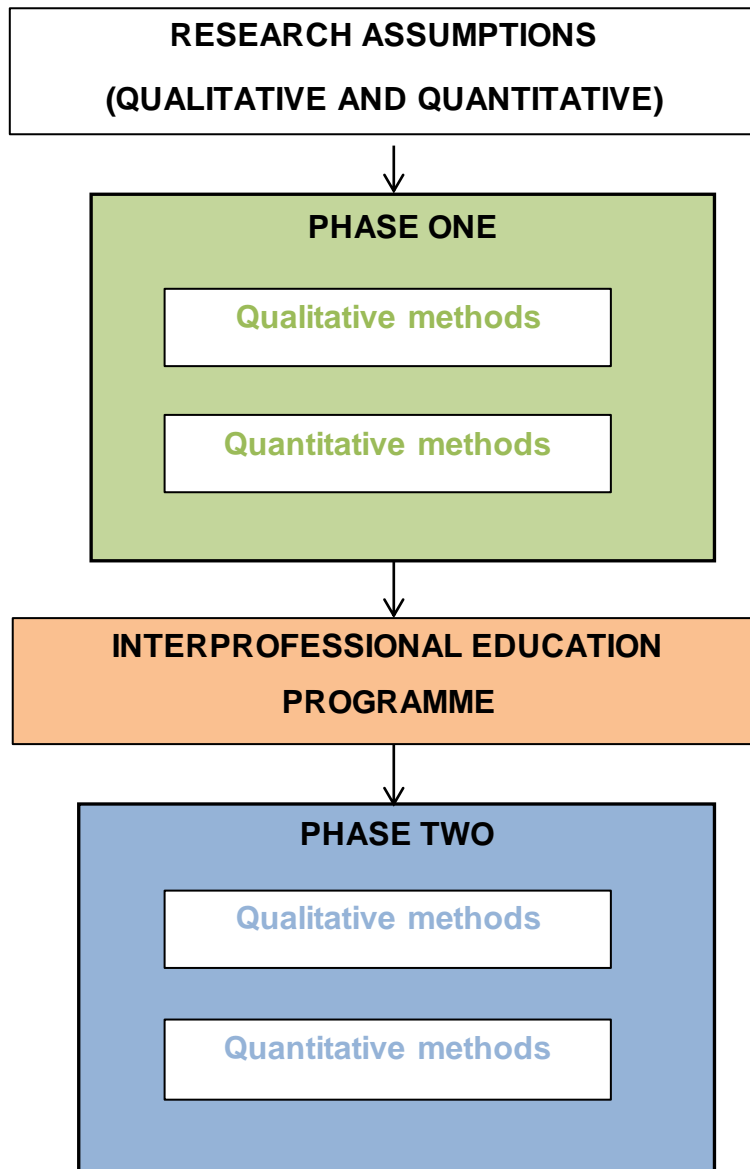 RESEARCH ASSUMPTIONS
(QUALITATIVE AND QUANTITATIVE)
PHASE ONE
Qualitative methods
Quantitative methods
INTERPROFESSIONAL EDUCATION
PROGRAMME
PHASE TWO
Qualitative methods
Quantitative methods